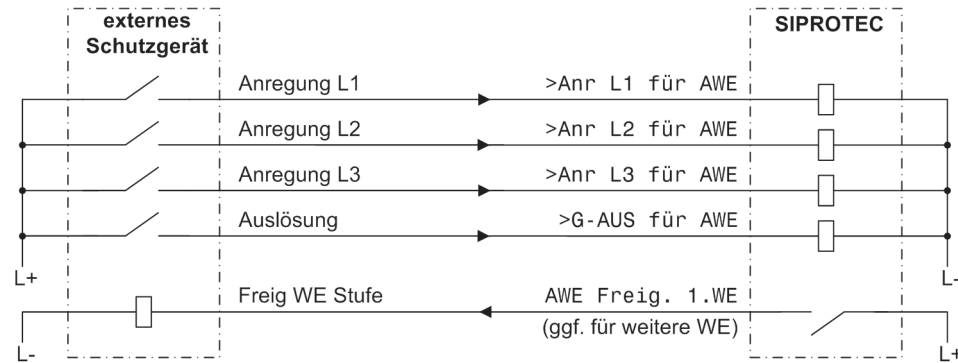 externes
Schutzgerät
SIPROTEC
Anregung L1
>Anr L1 für AWE
Anregung L2
>Anr L2 für AWE
Anregung L3
>Anr L3 für AWE
Auslösung
>G-AUS für AWE
L+
L-
Freig WE Stufe
AWE Freig. 1.WE
(ggf. für weitere WE)
L-
L+